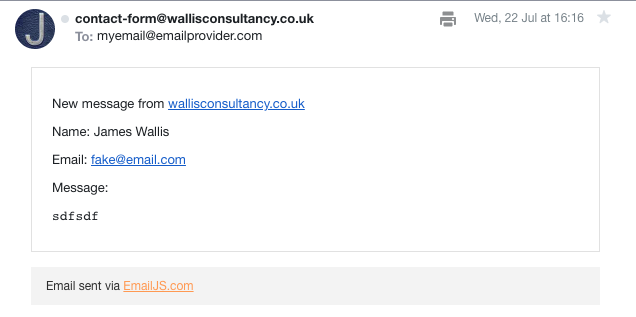 J
contact-form@wallisconsultancy.co.uk
Wed, 22 Jul at 16:16
To: myemail@emailprovider.com
New message from wallisconsultancy.co.uk
Name: James Wallis
Email: fake@email.com
Message:
sdfsdf
Email sent via EmailJS.com